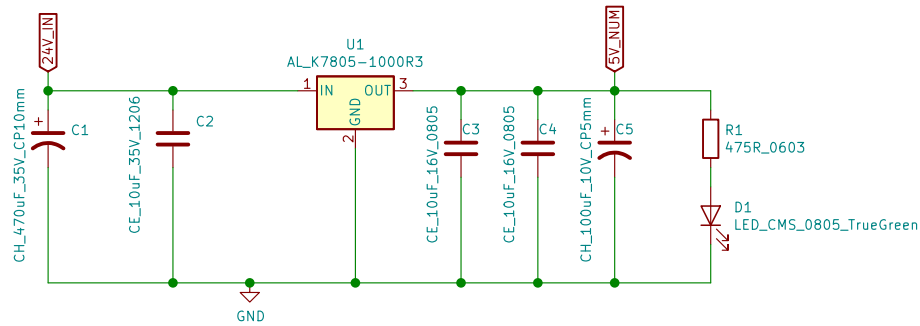 24V_IN
C1
CH_470uF_35V_CP10mm
C2
CE_10uF_35V_1206
U1
AL_K7805-1000R3
1
IN
OUT
3
GND
2
C3
CE_10uF_16V_0805
C4
CE_10uF_16V_0805
5V_NUM
C5
CH_100uF_10V_CP5mm
R1
475R_0603
D1
LED_CMS_0805_TrueGreen
GND